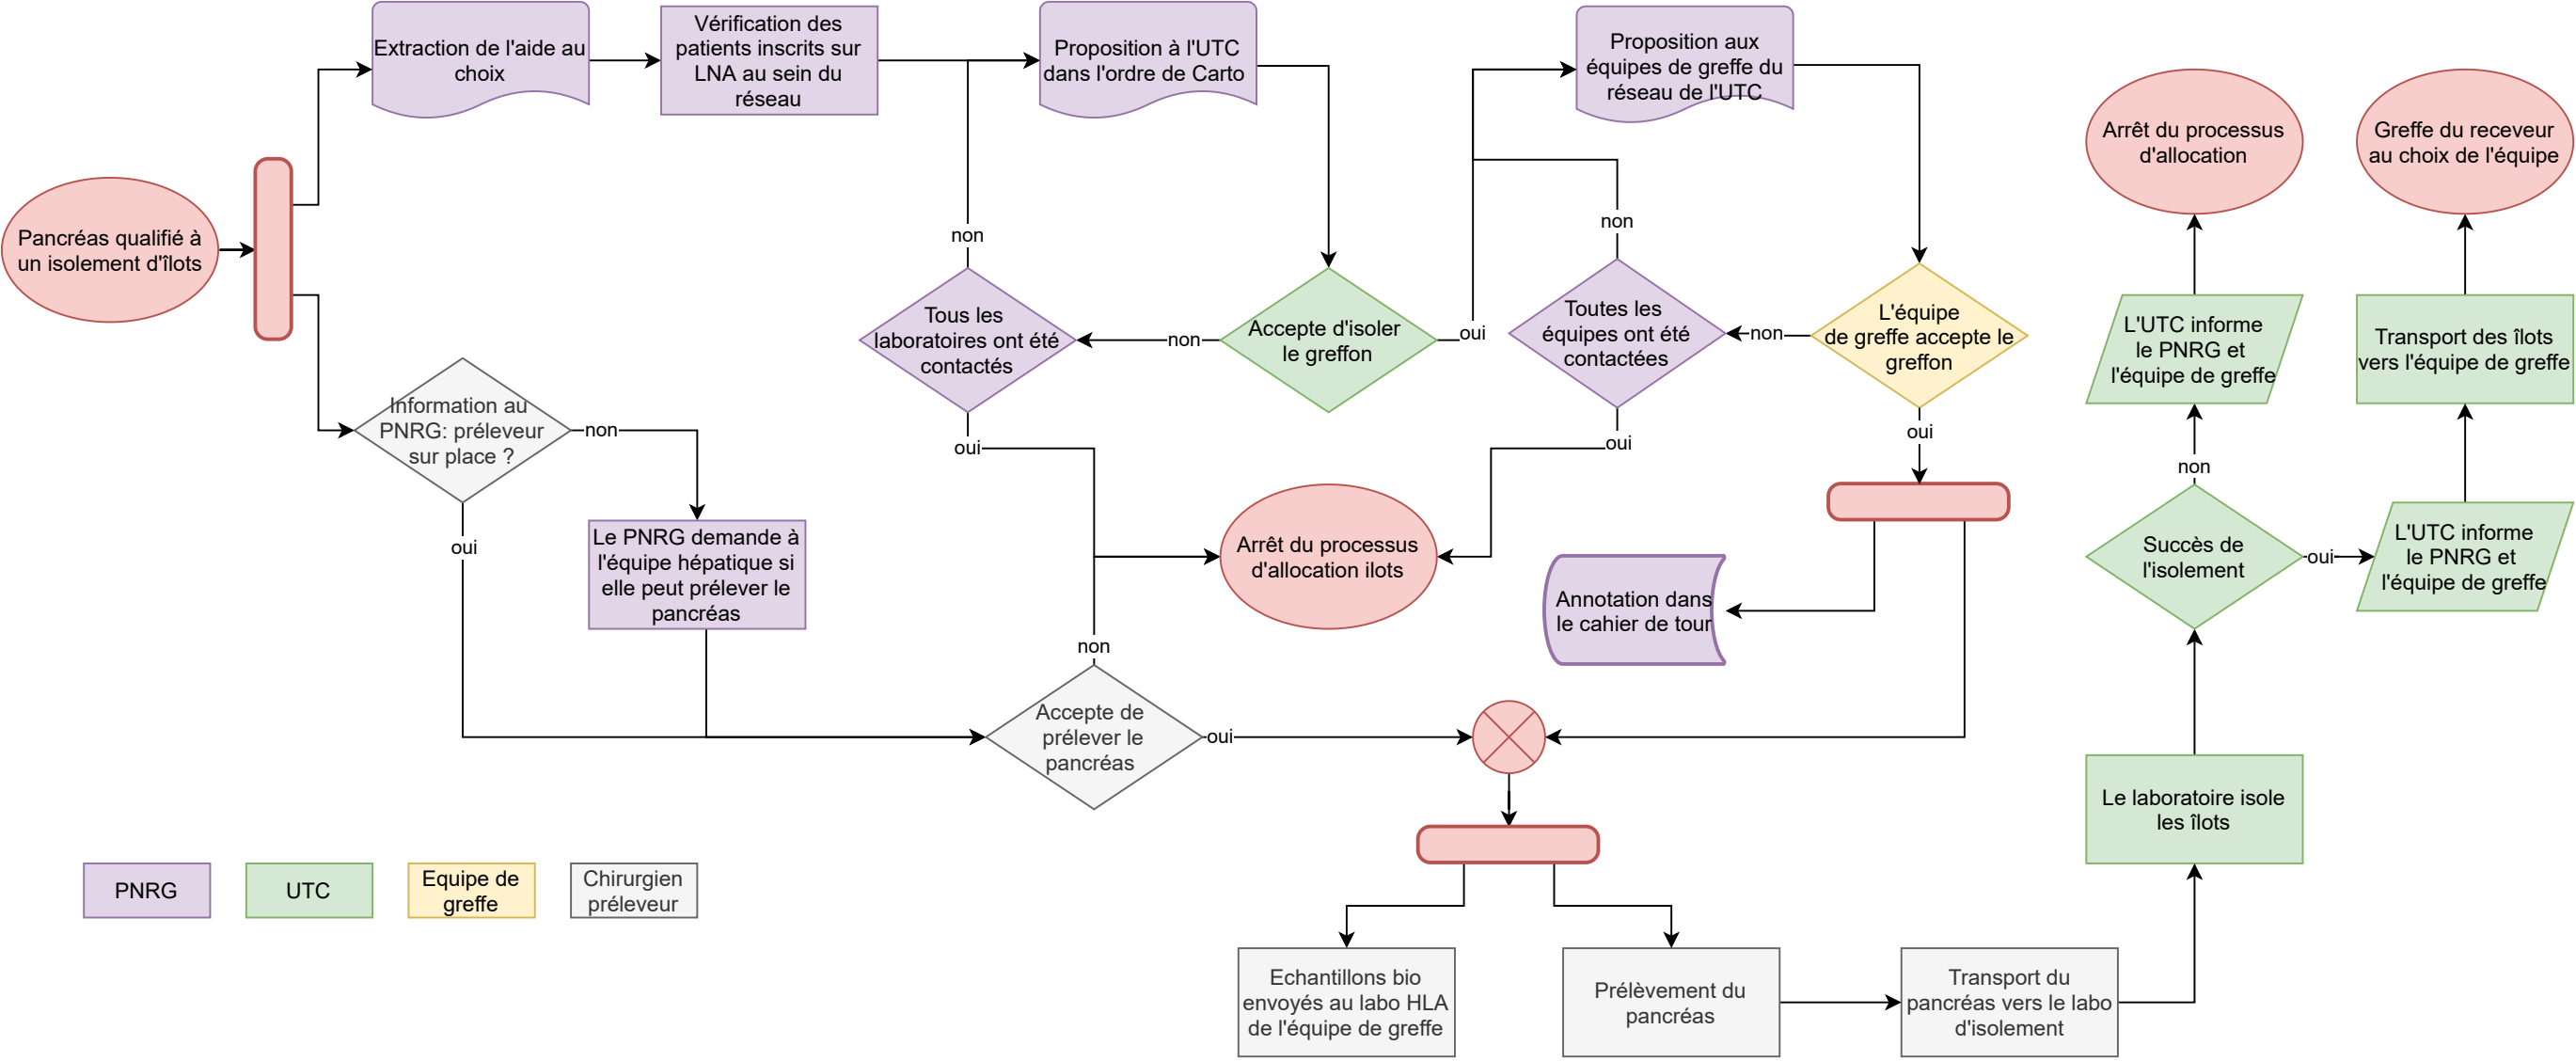 Pancréas qualifié à
un isolement d'îlots
Extraction de l'aide au
choix
Vérification des
patients inscrits sur
LNA au sein du
réseau
Proposition à l'UTC
dans l'ordre de Carto
Proposition aux
équipes de greffe du
réseau de l'UTC
non
Tous les
laboratoires ont été
contactés
oui
non
Accepte d'isoler
le greffon
oui
non
Toutes les
équipes ont été
contactées
oui
non
L'équipe
de greffe accepte le
greffon
oui
Information au
PNRG: préleveur
sur place ?
non
oui
Le PNRG demande à
l'équipe hépatique si
elle peut prélever le
pancréas
Arrêt du processus
d'allocation ilots
Annotation dans
le cahier de tour
non
Accepte de
prélever le
pancréas
oui
Echantillons bio
envoyés au labo HLA
de l'équipe de greffe
Prélèvement du
pancréas
Transport du
pancréas vers le labo
d'isolement
Le laboratoire isole
les îlots
Succès de
l'isolement
non
oui
L'UTC informe
le PNRG et
l'équipe de greffe
Arrêt du processus
d'allocation
L'UTC informe
le PNRG et
l'équipe de greffe
Transport des îlots
vers l'équipe de greffe
Greffe du receveur
au choix de l'équipe
PNRG
UTC
Equipe de
greffe
Chirurgien
préleveur